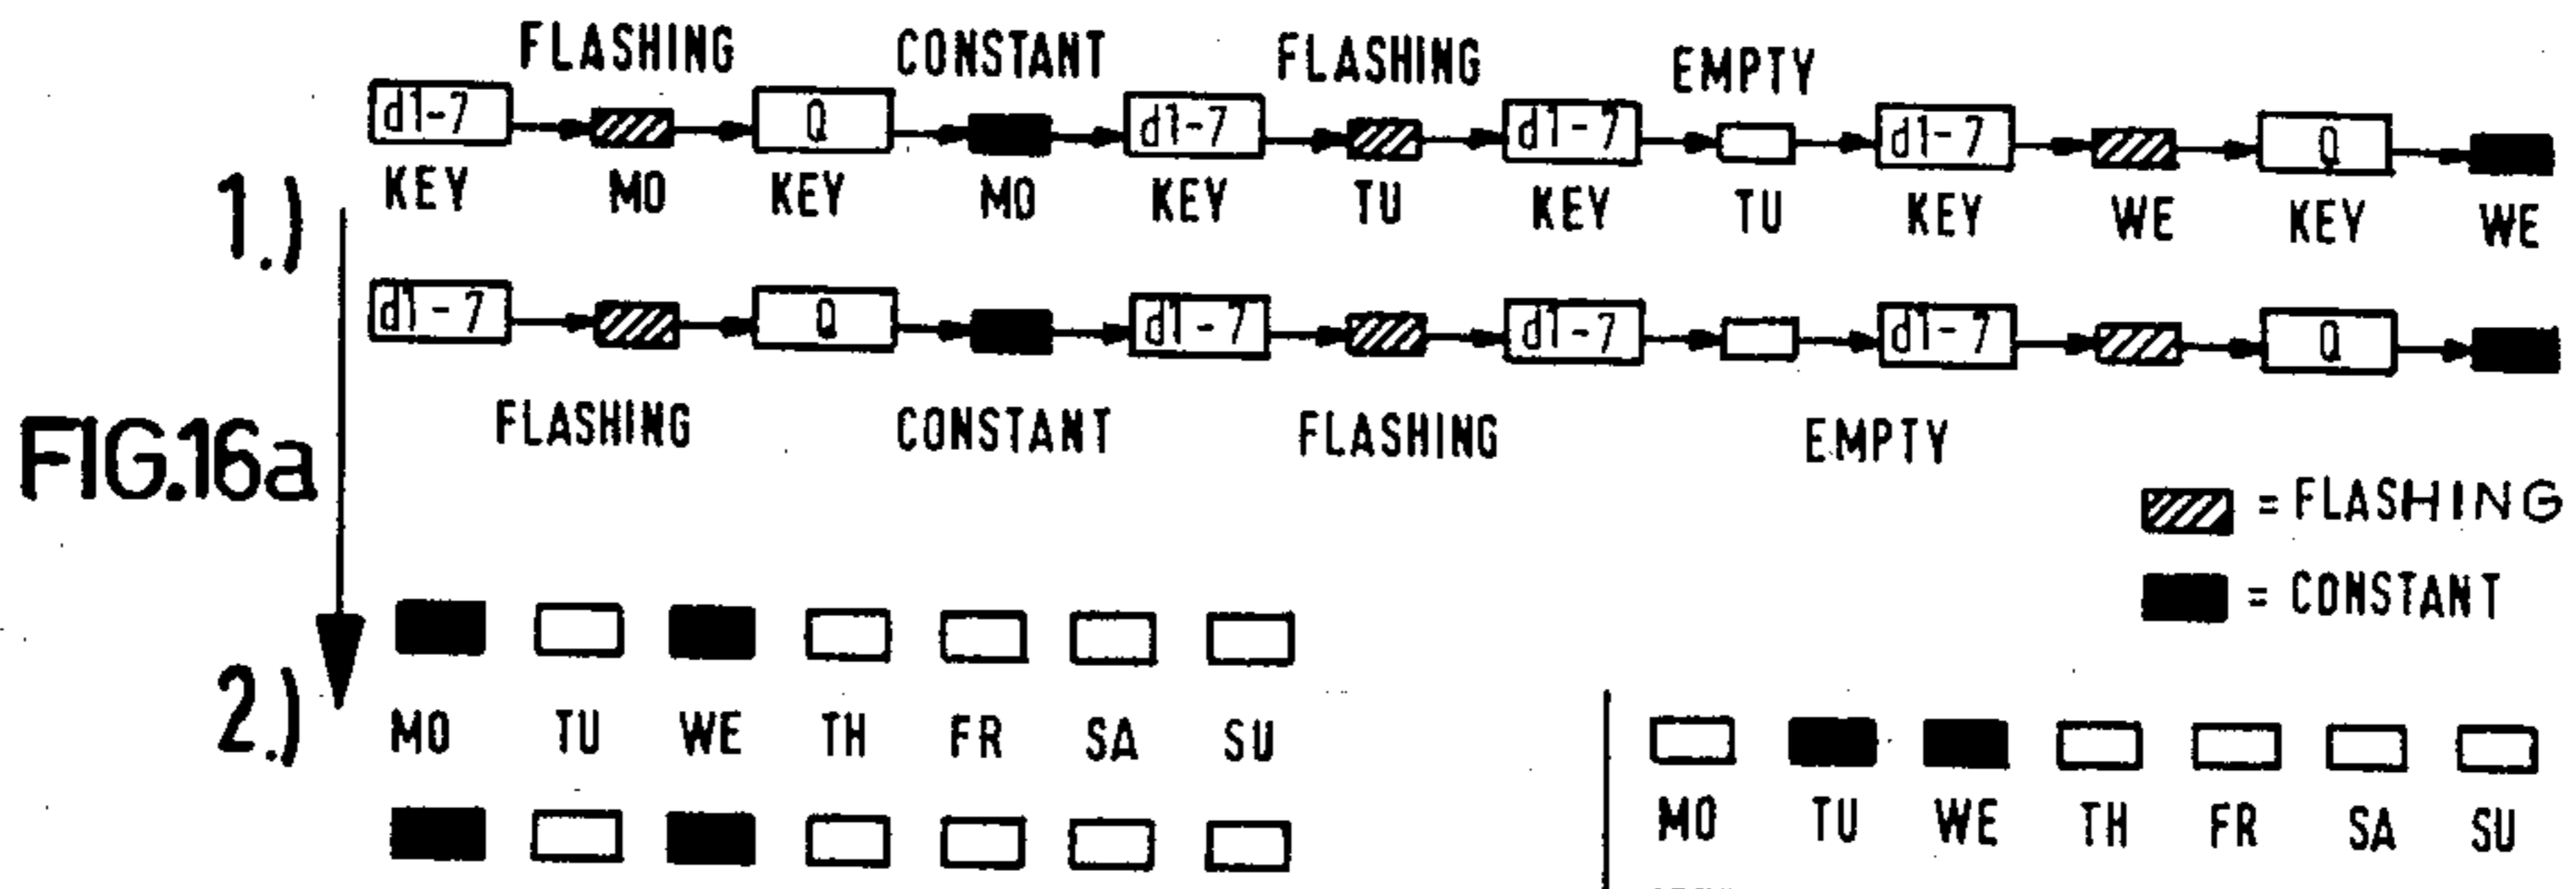 FLASHING CONSTANT FLASHING EMPTY
d1-7 Q d1-7 d1-7 d1-7 Q
1.) KEY MO KEY MO KEY TU KEY TU KEY WE KEY WE
d1-7 Q d1-7 d1-7 d1-7 Q
FLASHING CONSTANT FLASHING EMPTY
FIG.16a
= FLASHING
= CONSTANT
2.) MO TU WE TH FR SA SU
MO TU WE TH FR SA SU